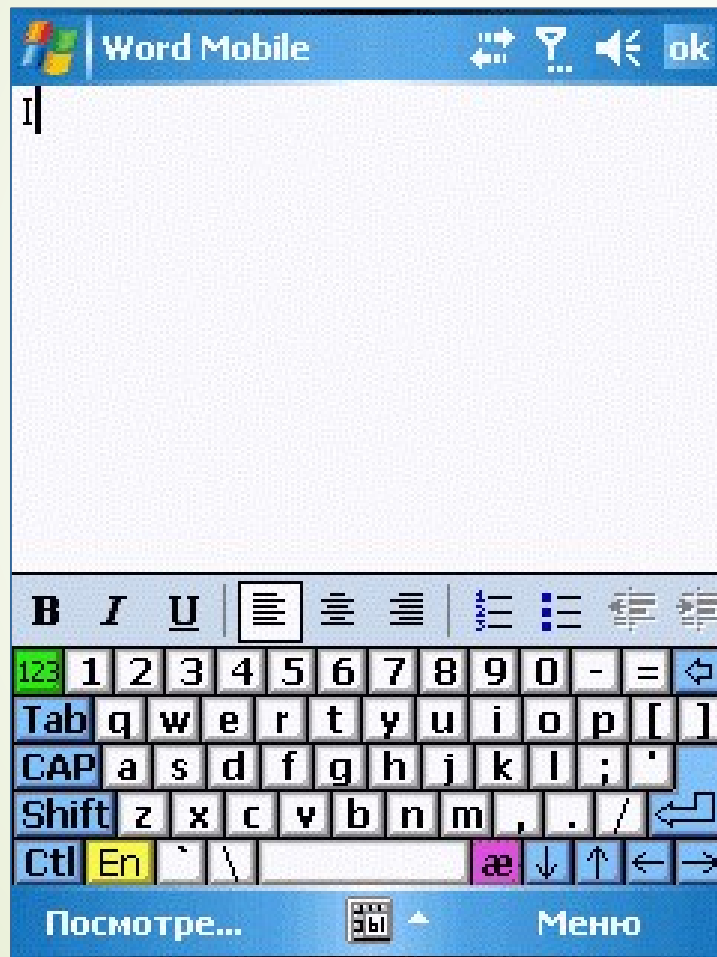 Word Mobile ok
I
B I U
123 1 2 3 4 5 6 7 8 9 0 - =
Tab q w e r t y u i o p [ ]
CAP a s d f g h j k l ; '
Shift z x c v b n m , . /
Ctl En ` \ æ ↓ ↑ ← →
Посмотре... Меню